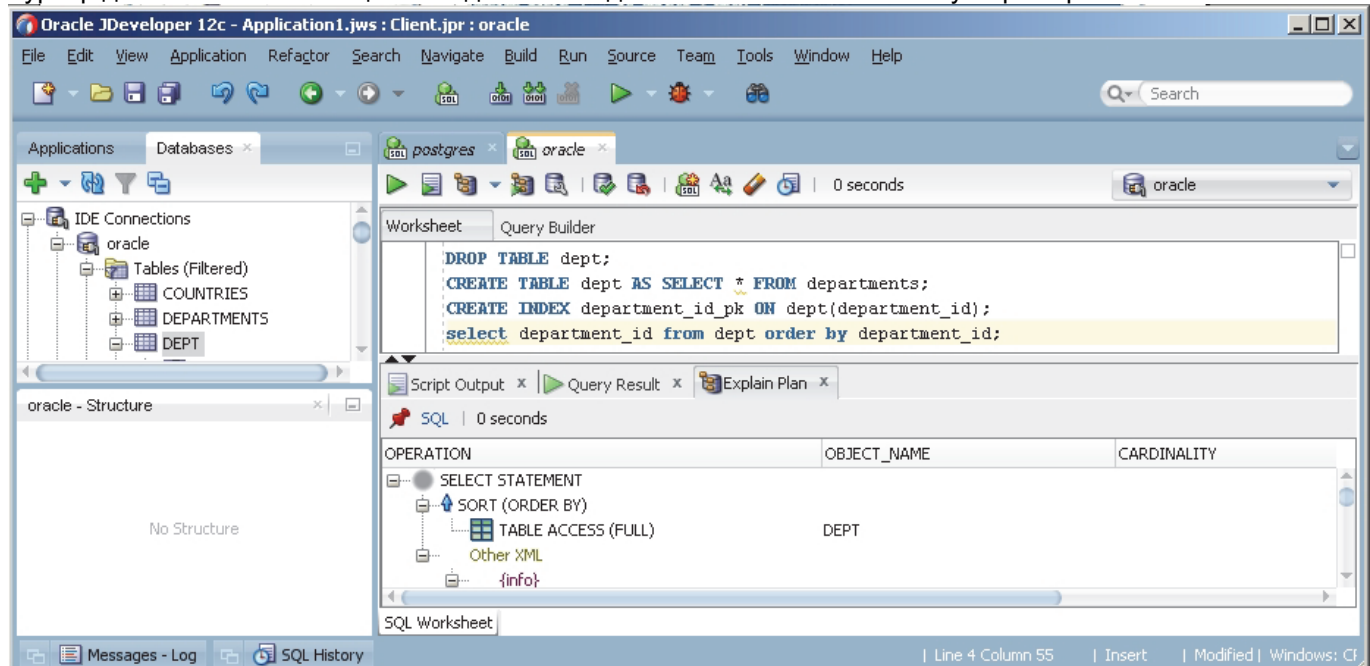 Oracle JDeveloper 12c - Application1.jws : Client.jpr : oracle
File Edit View Application Refactor Search Navigate Build Run Source Team Tools Window Help
Search
Applications Databases
postgres oracle
0 seconds
oracle
IDE Connections
oracle
Tables (Filtered)
COUNTRIES
DEPARTMENTS
DEPT
Worksheet Query Builder
DROP TABLE dept;
CREATE TABLE dept AS SELECT * FROM departments;
CREATE INDEX department_id_pk ON dept(department_id);
select department_id from dept order by department_id;
oracle - Structure
No Structure
Script Output Query Result Explain Plan
SQL | 0 seconds
OPERATION OBJECT_NAME CARDINALITY
SELECT STATEMENT
SORT (ORDER BY)
TABLE ACCESS (FULL) DEPT
Other XML
{info}
SQL Worksheet
Messages - Log SQL History
| Line 4 Column 55 | Insert | Modified | Windows: